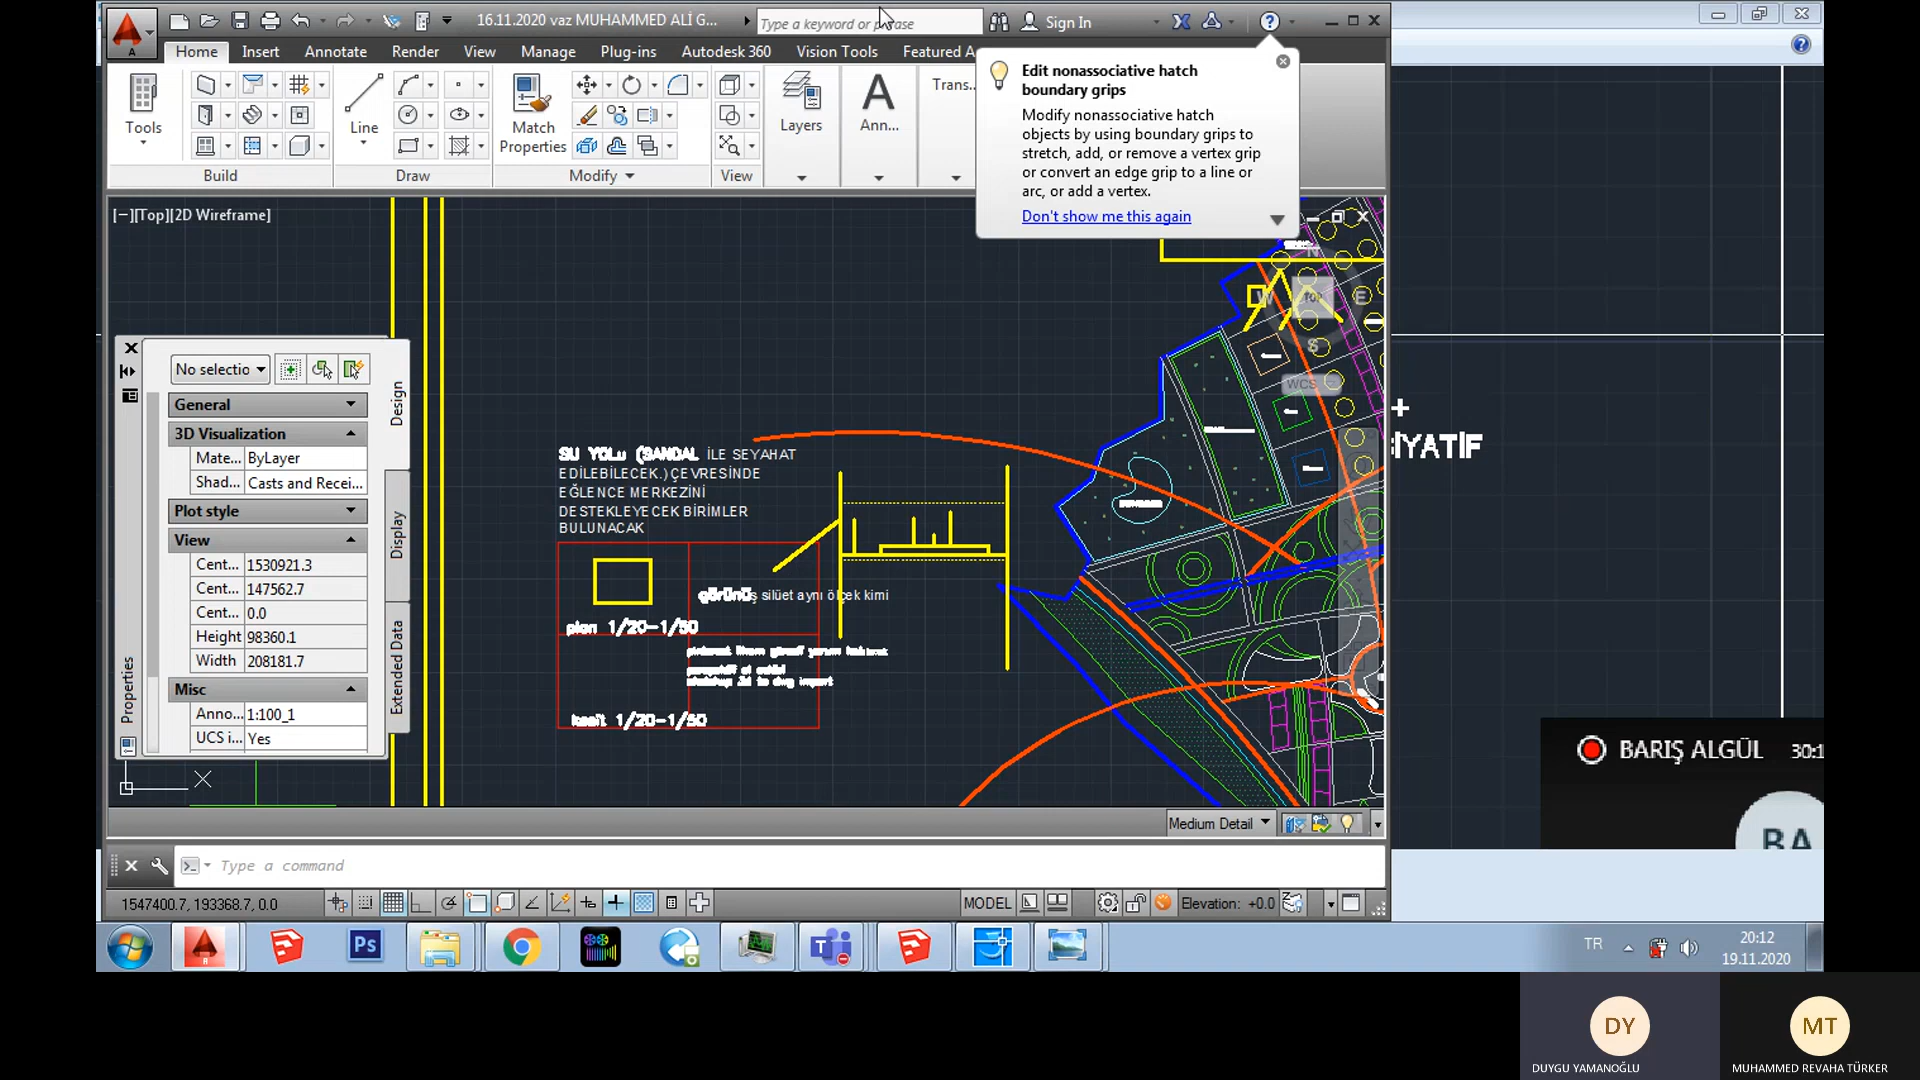 16.11.2020 vaz MUHAMMED ALİ G...
Type a keyword or phrase
Sign In
Home
Insert
Annotate
Render
View
Manage
Plug-ins
Autodesk 360
Vision Tools
Featured A
Tools
Line
Match
Properties
Layers
Ann...
Trans...
Build
Draw
Modify
View
Edit nonassociative hatch
boundary grips
Modify nonassociative hatch
objects by using boundary grips to
stretch, add, or remove a vertex grip
or convert an edge grip to a line or
arc, or add a vertex.
Don't show me this again
[−][Top][2D Wireframe]
N
W
TOP
E
S
WCS
No selectio
General
3D Visualization
Mate... ByLayer
Shad... Casts and Recei...
Plot style
View
Cent... 1530921.3
Cent... 147562.7
Cent... 0.0
Height 98360.1
Width 208181.7
Misc
Anno... 1:100_1
UCS i... Yes
Design
Display
Extended Data
Properties
SU YOLu (SANDAL İLE SEYAHAT
EDİLEBİLECEK.) ÇEVRESİNDE
EĞLENCE MERKEZİNİ
DESTEKLEYECEK BİRİMLER
BULUNACAK
görünüş silüet aynı ölçek kimi
plan 1/20-1/50
kesit 1/20-1/50
+
İYATİF
BARIŞ ALGÜL 30:1
BA
Medium Detail
Type a command
1547400.7, 193368.7, 0.0
MODEL
Elevation: +0.0
Ps
TR
20:12
19.11.2020
DY
DUYGU YAMANOĞLU
MT
MUHAMMED REVAHA TÜRKER